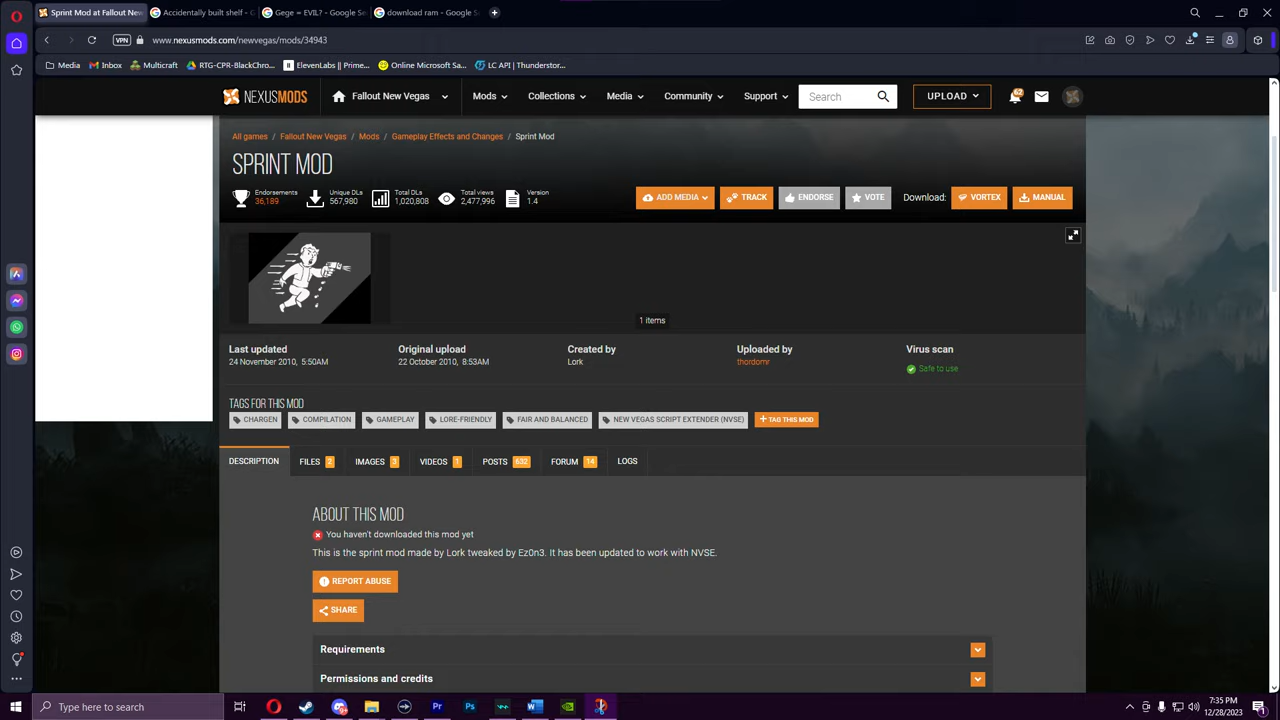 Sprint Mod at Fallout New
Accidentally built shelf -
Gege = EVIL? - Google Se
download ram - Google Se
VPN
www.nexusmods.com/newvegas/mods/34943
Media
Inbox
Multicraft
RTG-CPR-BlackChro...
ElevenLabs || Prime...
Online Microsoft Sa...
LC API | Thunderstor...
NEXUSMODS
Fallout New Vegas
Mods
Collections
Media
Community
Support
Search
UPLOAD
62
All games / Fallout New Vegas / Mods / Gameplay Effects and Changes / Sprint Mod
SPRINT MOD
Endorsements
36,189
Unique DLs
567,980
Total DLs
1,020,808
Total views
2,477,996
Version
1.4
ADD MEDIA
TRACK
ENDORSE
VOTE
Download:
VORTEX
MANUAL
1 items
Last updated
24 November 2010, 5:50AM
Original upload
22 October 2010, 8:53AM
Created by
Lork
Uploaded by
thordomr
Virus scan
Safe to use
TAGS FOR THIS MOD
CHARGEN
COMPILATION
GAMEPLAY
LORE-FRIENDLY
FAIR AND BALANCED
NEW VEGAS SCRIPT EXTENDER (NVSE)
+ TAG THIS MOD
DESCRIPTION
FILES 2
IMAGES 3
VIDEOS 1
POSTS 632
FORUM 14
LOGS
ABOUT THIS MOD
You haven't downloaded this mod yet
This is the sprint mod made by Lork tweaked by Ez0n3. It has been updated to work with NVSE.
REPORT ABUSE
SHARE
Requirements
Permissions and credits
Type here to search
7:35 PM
12/28/2023